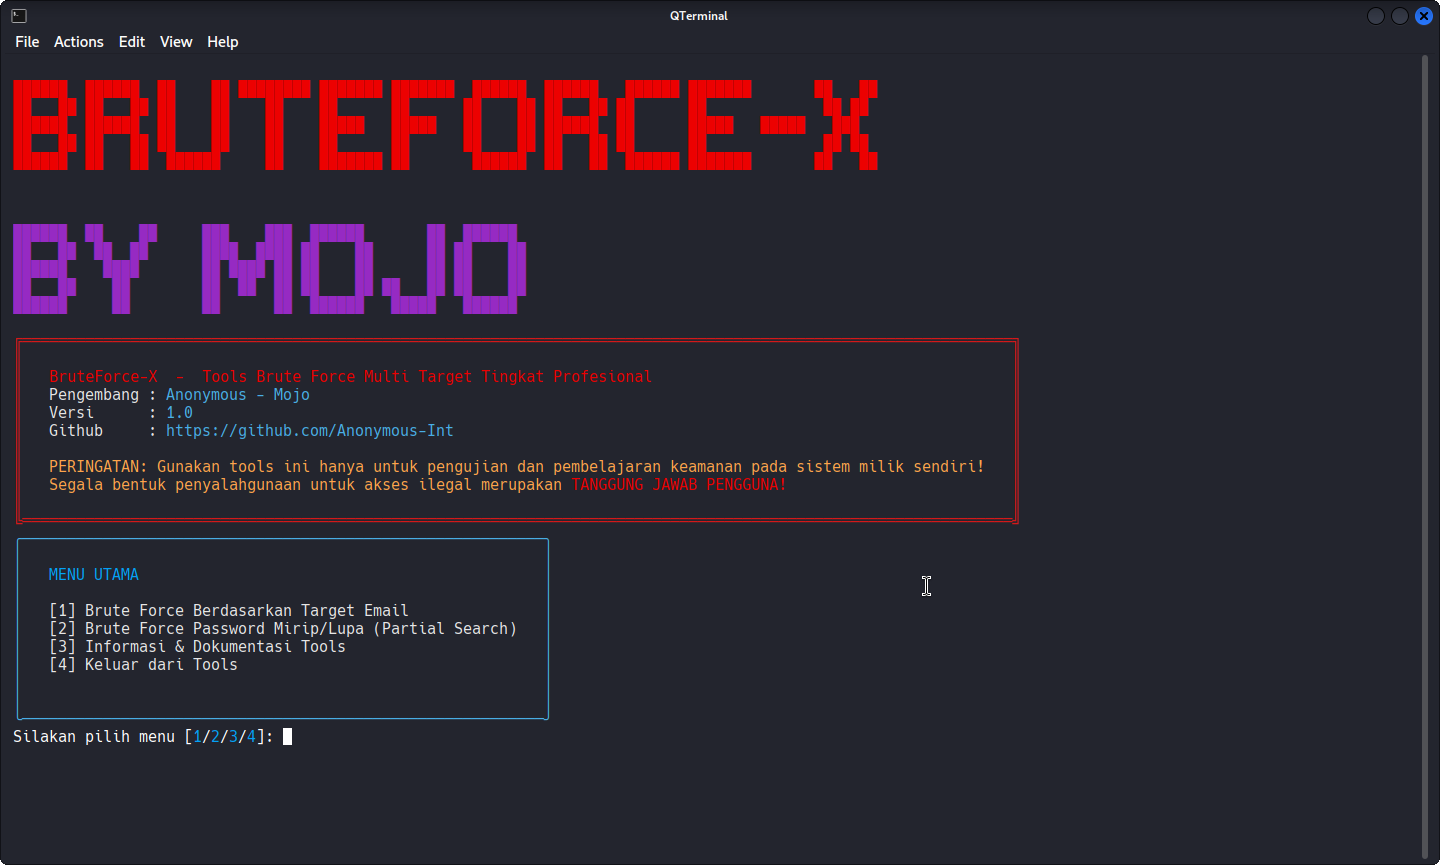 QTerminal
File Actions Edit View Help
BRUTEFORCE-X
BY MOJO
BruteForce-X - Tools Brute Force Multi Target Tingkat Profesional
Pengembang : Anonymous - Mojo
Versi : 1.0
Github : https://github.com/Anonymous-Int
PERINGATAN: Gunakan tools ini hanya untuk pengujian dan pembelajaran keamanan pada sistem milik sendiri!
Segala bentuk penyalahgunaan untuk akses ilegal merupakan TANGGUNG JAWAB PENGGUNA!
MENU UTAMA
[1] Brute Force Berdasarkan Target Email
[2] Brute Force Password Mirip/Lupa (Partial Search)
[3] Informasi & Dokumentasi Tools
[4] Keluar dari Tools
Silakan pilih menu [1/2/3/4]: